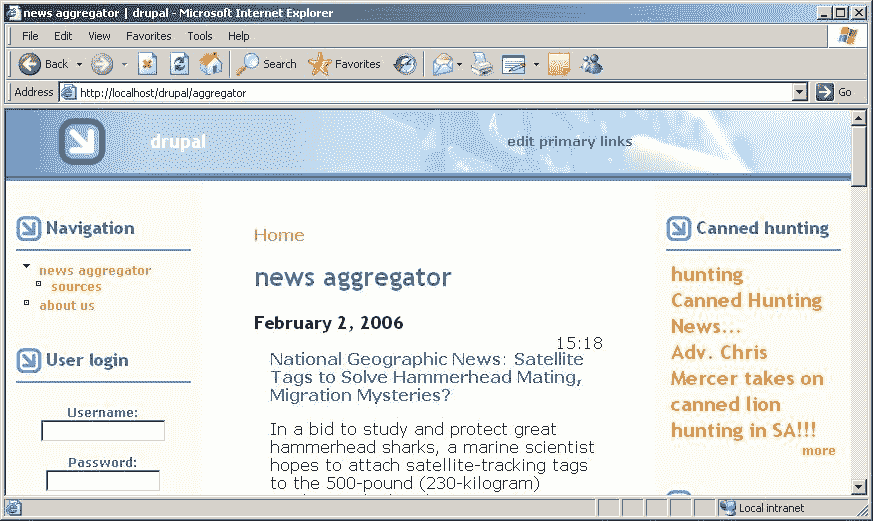 news aggregator | drupal - Microsoft Internet Explorer
File Edit View Favorites Tools Help
Back Search Favorites
Address http://localhost/drupal/aggregator Go
drupal
edit primary links
Navigation
news aggregator
sources
about us
User login
Username:
Password:
Home
news aggregator
February 2, 2006
15:18
National Geographic News: Satellite
Tags to Solve Hammerhead Mating,
Migration Mysteries?
In a bid to study and protect great
hammerhead sharks, a marine scientist
hopes to attach satellite-tracking tags
to the 500-pound (230-kilogram)
Canned hunting
hunting
Canned Hunting
News...
Adv. Chris
Mercer takes on
canned lion
hunting in SA!!!
more
Local intranet